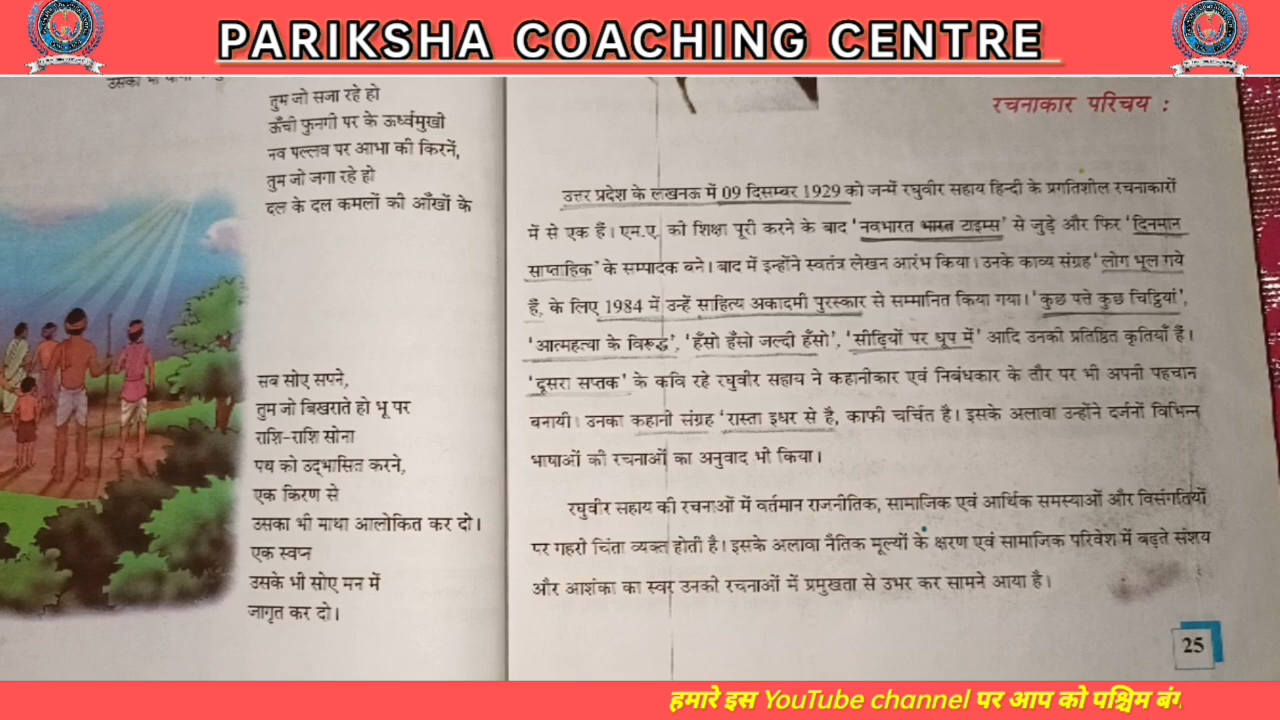 PARIKSHA COACHING CENTRE
तुम जो सजा रहे हो
ऊँची फुनगी पर के ऊर्ध्वमुखी
नव पल्लव पर आभा की किरनें,
तुम जो जगा रहे हो
दल के दल कमलों की आँखों के
सब सोए सपने,
तुम जो बिखराते हो भू पर
राशि-राशि सोना
पथ को उद्भासित करने,
एक किरण से
उसका भी माथा आलोकित कर दो।
एक स्वप्न
उसके भी सोए मन में
जागृत कर दो।
रचनाकार परिचय :
उत्तर प्रदेश के लखनऊ में 09 दिसम्बर 1929 को जन्में रघुवीर सहाय हिन्दी के प्रगतिशील रचनाकारों
में से एक हैं। एम.ए. की शिक्षा पूरी करने के बाद 'नवभारत भारत टाइम्स' से जुड़े और फिर 'दिनमान
साप्ताहिक' के सम्पादक बने। बाद में इन्होंने स्वतंत्र लेखन आरंभ किया। उनके काव्य संग्रह 'लोग भूल गये
हैं, के लिए 1984 में उन्हें साहित्य अकादमी पुरस्कार से सम्मानित किया गया। 'कुछ पत्ते कुछ चिट्ठियां',
'आत्महत्या के विरूद्ध', 'हँसो हँसो जल्दी हँसो', 'सीढ़ियों पर धूप में' आदि उनकी प्रतिष्ठित कृतियाँ हैं।
'दूसरा सप्तक' के कवि रहे रघुवीर सहाय ने कहानीकार एवं निबंधकार के तौर पर भी अपनी पहचान
बनायी। उनका कहानी संग्रह 'रास्ता इधर से है, काफी चर्चित है। इसके अलावा उन्होंने दर्जनों विभिन्न
भाषाओं की रचनाओं का अनुवाद भी किया।
रघुवीर सहाय की रचनाओं में वर्तमान राजनीतिक, सामाजिक एवं आर्थिक समस्याओं और विसंगतियों
पर गहरी चिंता व्यक्त होती है। इसके अलावा नैतिक मूल्यों के क्षरण एवं सामाजिक परिवेश में बढ़ते संशय
और आशंका का स्वर उनकी रचनाओं में प्रमुखता से उभर कर सामने आया है।
25
हमारे इस YouTube channel पर आप को पश्चिम